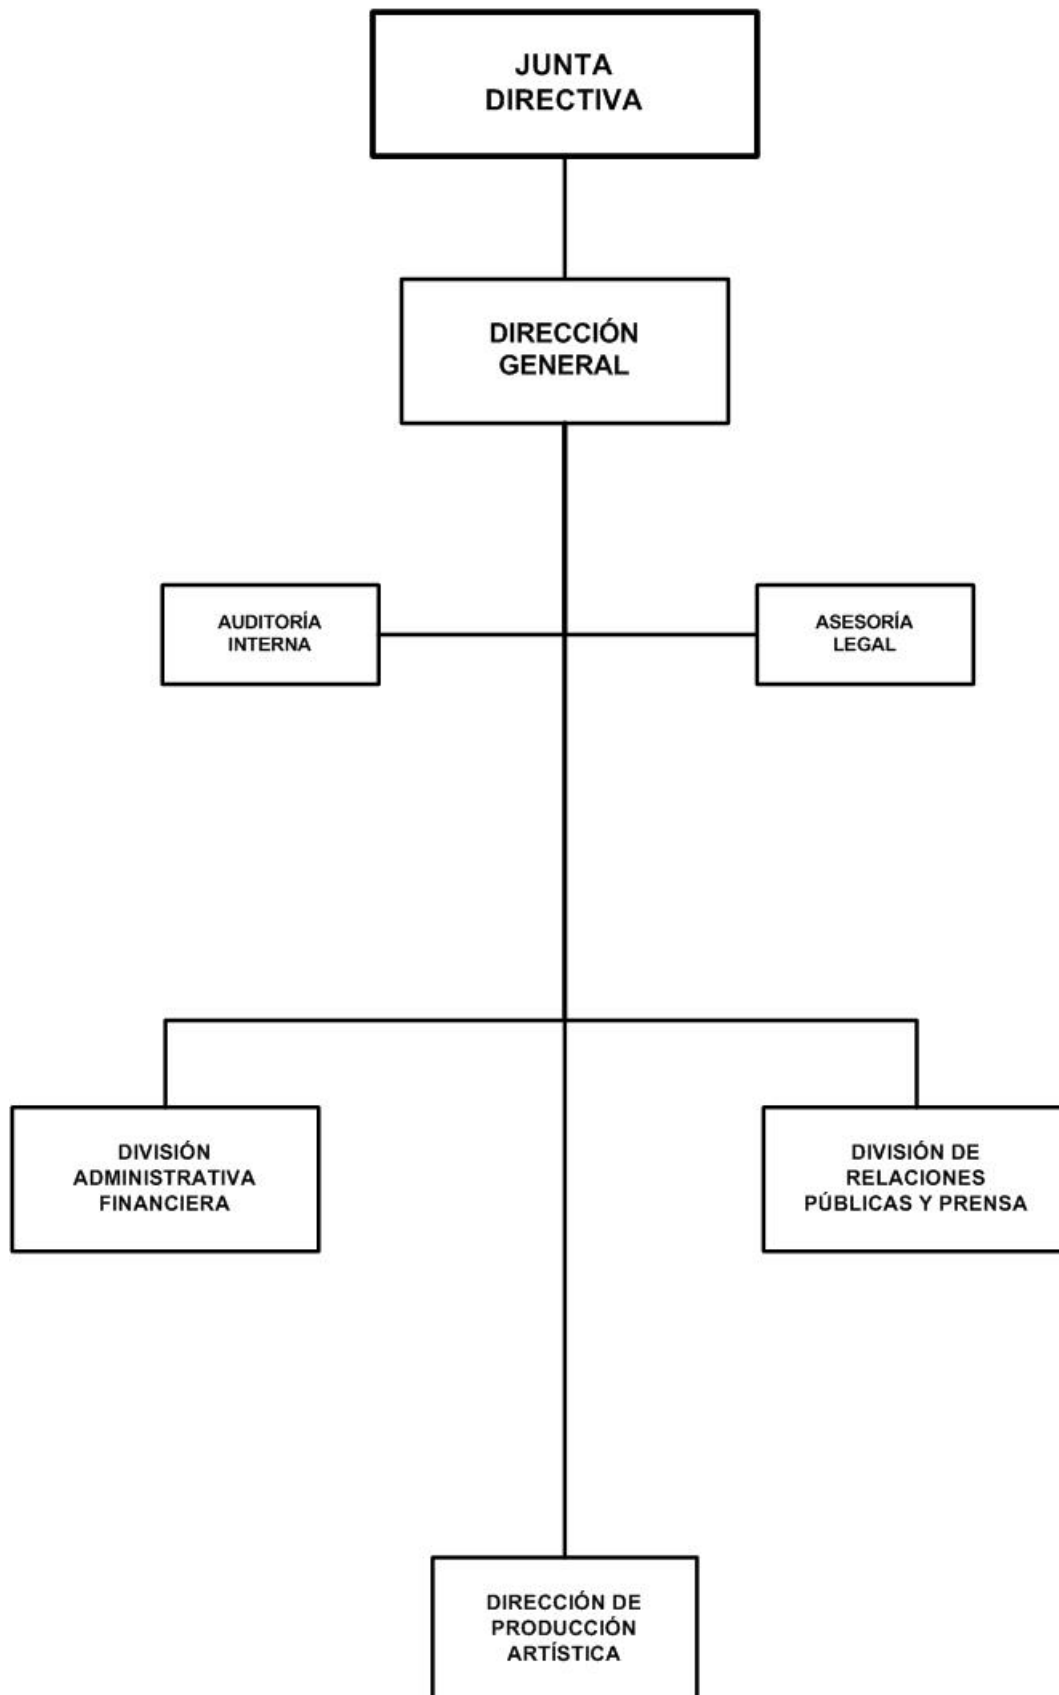 JUNTA
DIRECTIVA
DIRECCIÓN
GENERAL
AUDITORÍA
INTERNA
ASESORÍA
LEGAL
DIVISIÓN
ADMINISTRATIVA
FINANCIERA
DIVISIÓN DE
RELACIONES
PÚBLICAS Y PRENSA
DIRECCIÓN DE
PRODUCCIÓN
ARTÍSTICA